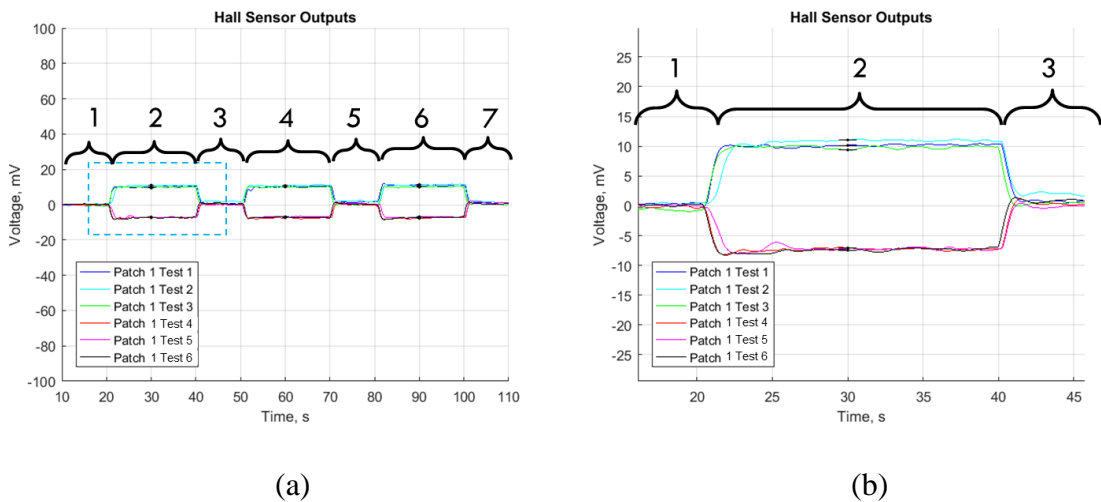 Hall Sensor Outputs
100
80
60
40
20
0
-20
-40
-60
-80
-100
Voltage, mV
1 2 3 4 5 6 7
Patch 1 Test 1
Patch 1 Test 2
Patch 1 Test 3
Patch 1 Test 4
Patch 1 Test 5
Patch 1 Test 6
10 20 30 40 50 60 70 80 90 100 110
Time, s
(a)
Hall Sensor Outputs
25
20
15
10
5
0
-5
-10
-15
-20
-25
Voltage, mV
1 2 3
Patch 1 Test 1
Patch 1 Test 2
Patch 1 Test 3
Patch 1 Test 4
Patch 1 Test 5
Patch 1 Test 6
20 25 30 35 40 45
Time, s
(b)